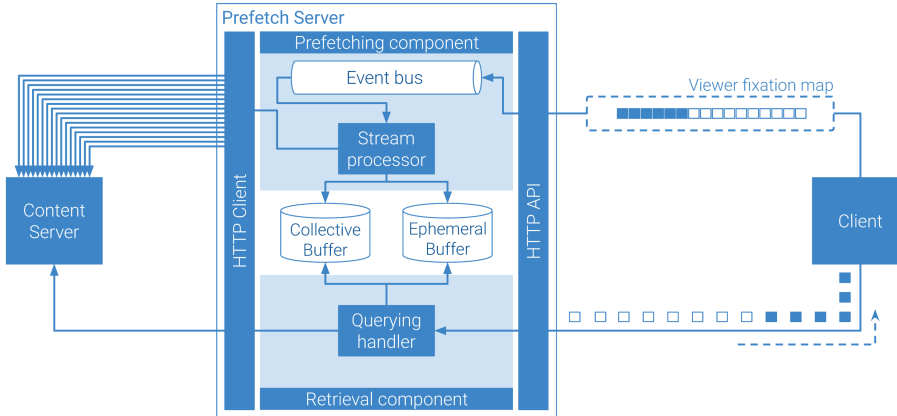 Prefetch Server
Prefetching component
Event bus
Viewer fixation map
Stream
processor
Content
Server
HTTP Client
Collective
Buffer
Ephemeral
Buffer
HTTP API
Client
Querying
handler
Retrieval component